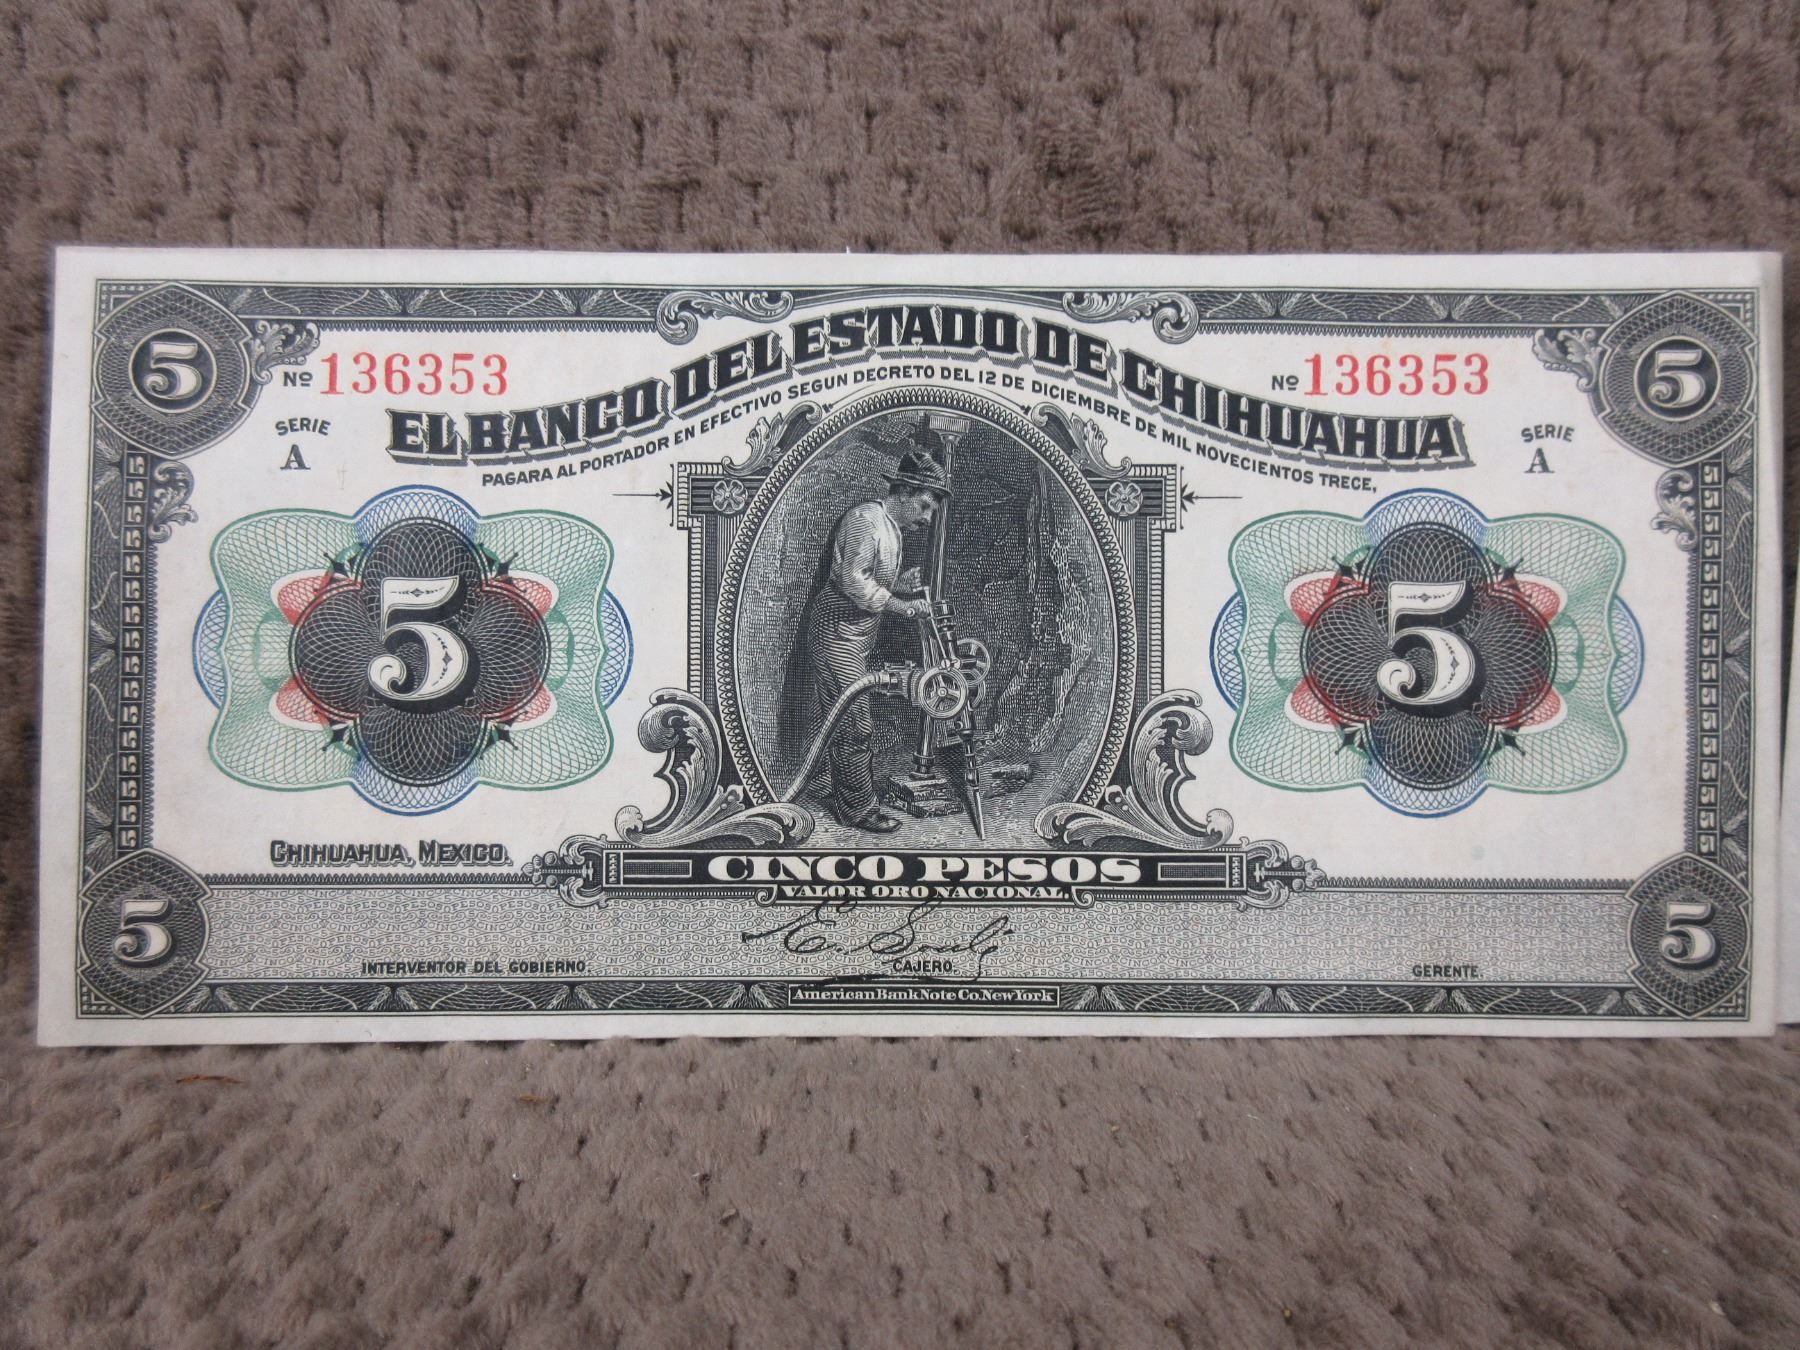 5
5
Nº 136353
Nº 136353
SERIE
A
SERIE
A
EL BANCO DEL ESTADO DE CHIHUAHUA
PAGARA AL PORTADOR EN EFECTIVO SEGUN DECRETO DEL 12 DE DICIEMBRE DE MIL NOVECIENTOS TRECE,
5
5
CHIHUAHUA, MEXICO.
CINCO PESOS
VALOR ORO NACIONAL.
5
5
INTERVENTOR DEL GOBIERNO.
CAJERO.
GERENTE.
American Bank Note Co. New York